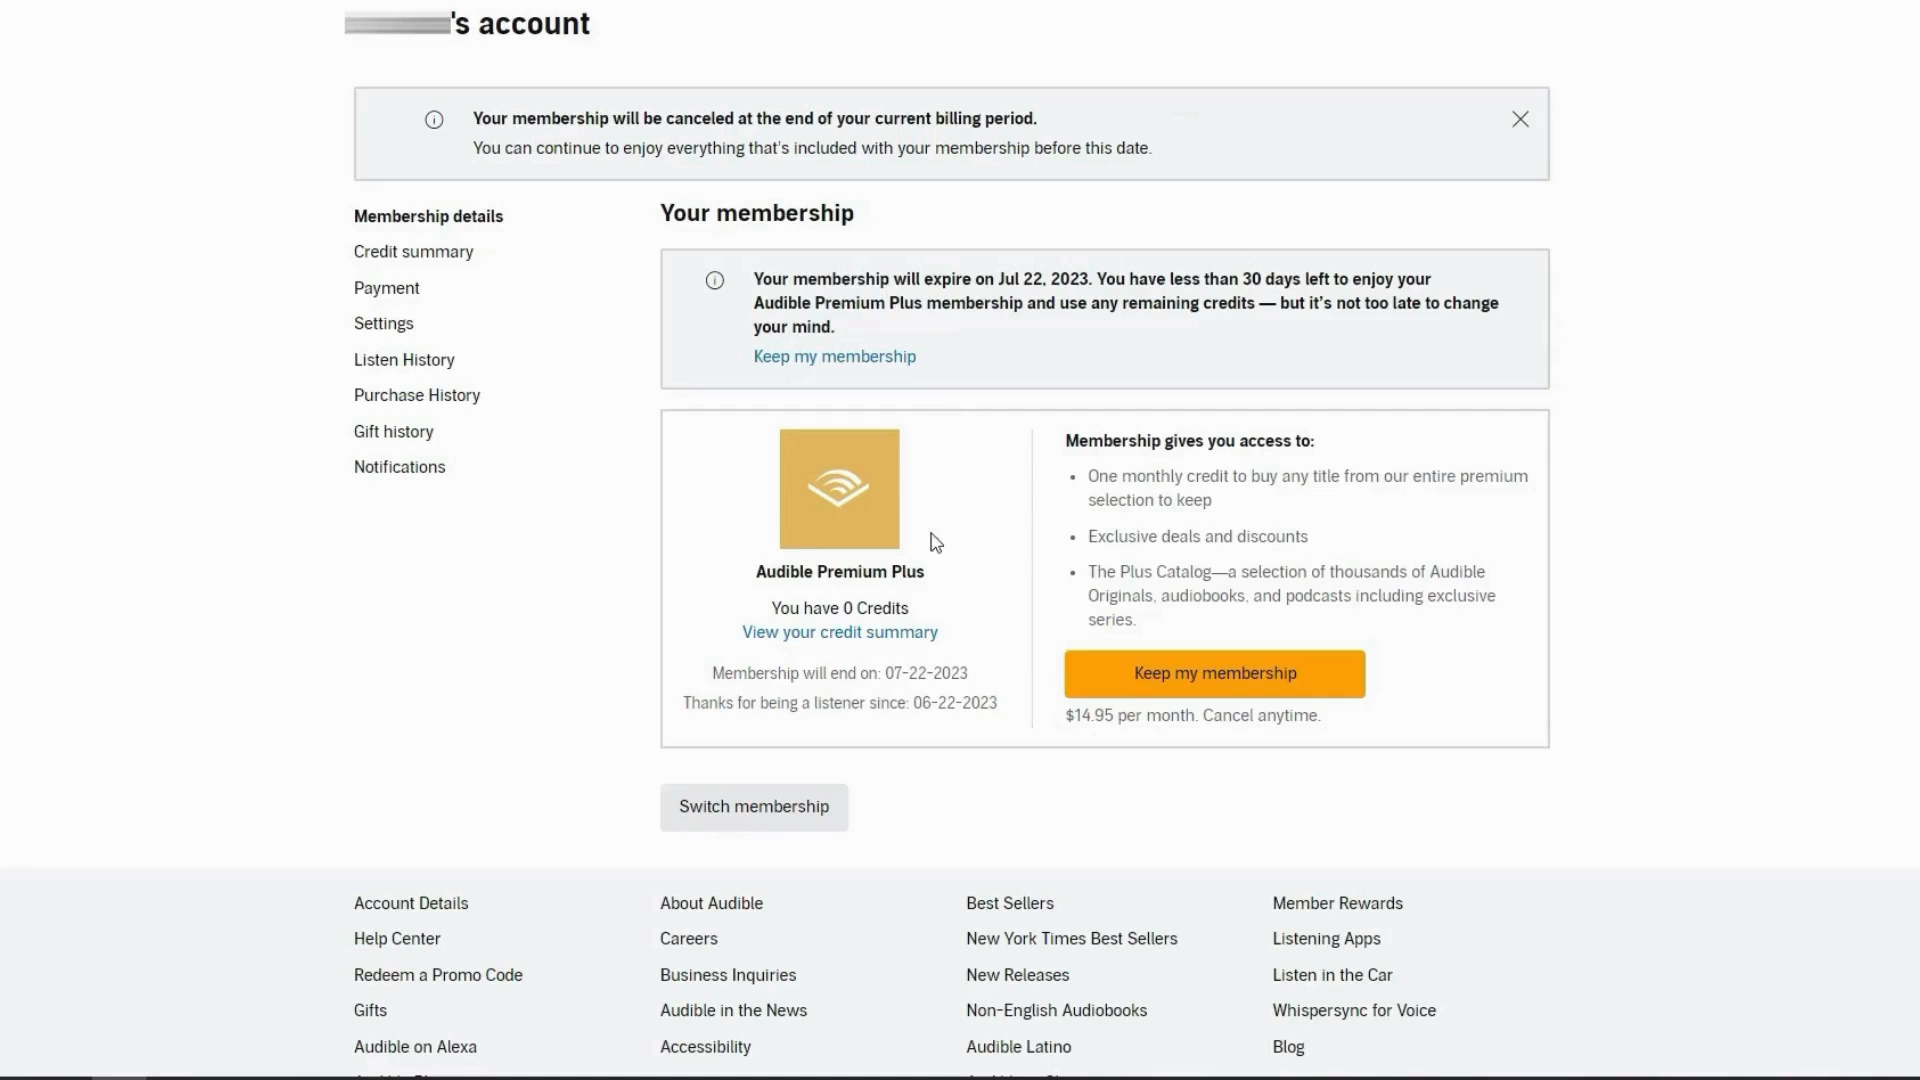 's account
Your membership will be canceled at the end of your current billing period.
You can continue to enjoy everything that's included with your membership before this date.
Membership details
Credit summary
Payment
Settings
Listen History
Purchase History
Gift history
Notifications
Your membership
Your membership will expire on Jul 22, 2023. You have less than 30 days left to enjoy your
Audible Premium Plus membership and use any remaining credits — but it's not too late to change
your mind.
Keep my membership
Audible Premium Plus
You have 0 Credits
View your credit summary
Membership will end on: 07-22-2023
Thanks for being a listener since: 06-22-2023
Membership gives you access to:
• One monthly credit to buy any title from our entire premium
selection to keep
• Exclusive deals and discounts
• The Plus Catalog—a selection of thousands of Audible
Originals, audiobooks, and podcasts including exclusive
series.
Keep my membership
$14.95 per month. Cancel anytime.
Switch membership
Account Details
Help Center
Redeem a Promo Code
Gifts
Audible on Alexa
About Audible
Careers
Business Inquiries
Audible in the News
Accessibility
Best Sellers
New York Times Best Sellers
New Releases
Non-English Audiobooks
Audible Latino
Member Rewards
Listening Apps
Listen in the Car
Whispersync for Voice
Blog